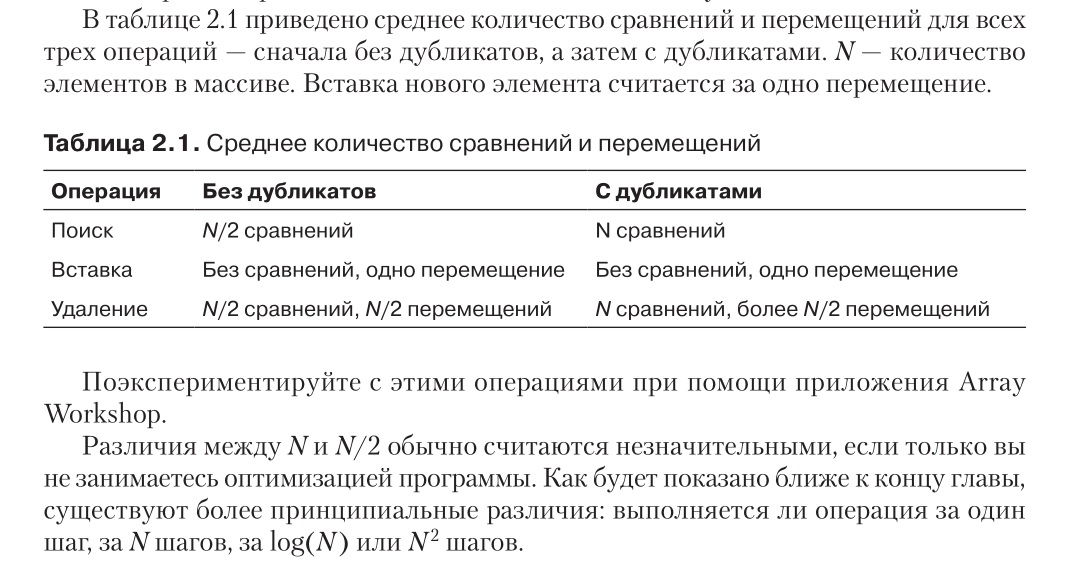 В таблице 2.1 приведено среднее количество сравнений и перемещений для всех
трех операций — сначала без дубликатов, а затем с дубликатами. N — количество
элементов в массиве. Вставка нового элемента считается за одно перемещение.
Таблица 2.1. Среднее количество сравнений и перемещений
Операция Без дубликатов С дубликатами
Поиск N/2 сравнений N сравнений
Вставка Без сравнений, одно перемещение Без сравнений, одно перемещение
Удаление N/2 сравнений, N/2 перемещений N сравнений, более N/2 перемещений
Поэкспериментируйте с этими операциями при помощи приложения Array
Workshop.
Различия между N и N/2 обычно считаются незначительными, если только вы
не занимаетесь оптимизацией программы. Как будет показано ближе к концу главы,
существуют более принципиальные различия: выполняется ли операция за один
шаг, за N шагов, за log(N) или N² шагов.